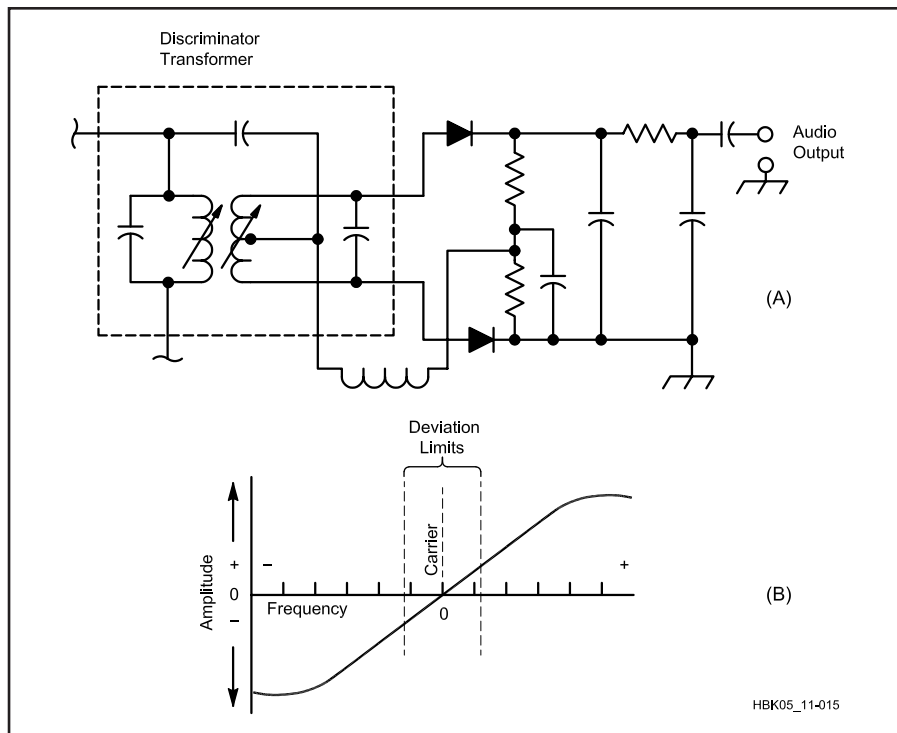 Discriminator
Transformer
Audio
Output
(A)
Deviation
Limits
Carrier
Amplitude
+
0
–
–
+
Frequency
0
(B)
HBK05_11-015